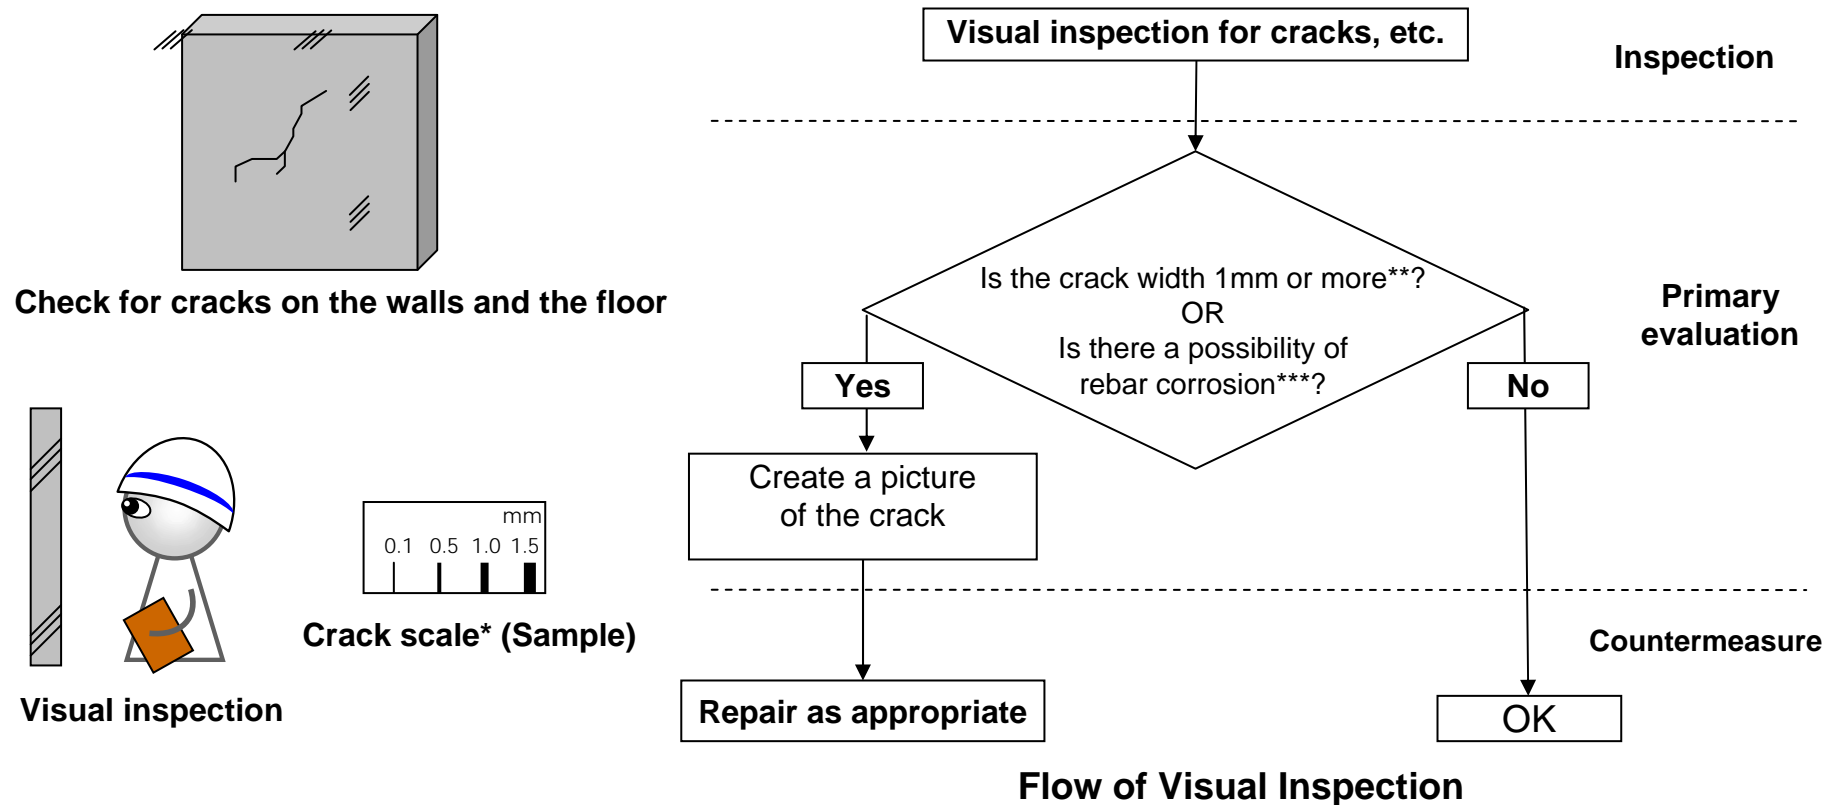 Check for cracks on the walls and the floor
Visual inspection
mm
0.1 0.5 1.0 1.5
Crack scale* (Sample)
Visual inspection for cracks, etc.
Inspection
Is the crack width 1mm or more**?
OR
Is there a possibility of
rebar corrosion***?
Primary
evaluation
Yes
No
Create a picture
of the crack
Countermeasure
Repair as appropriate
OK
Flow of Visual Inspection